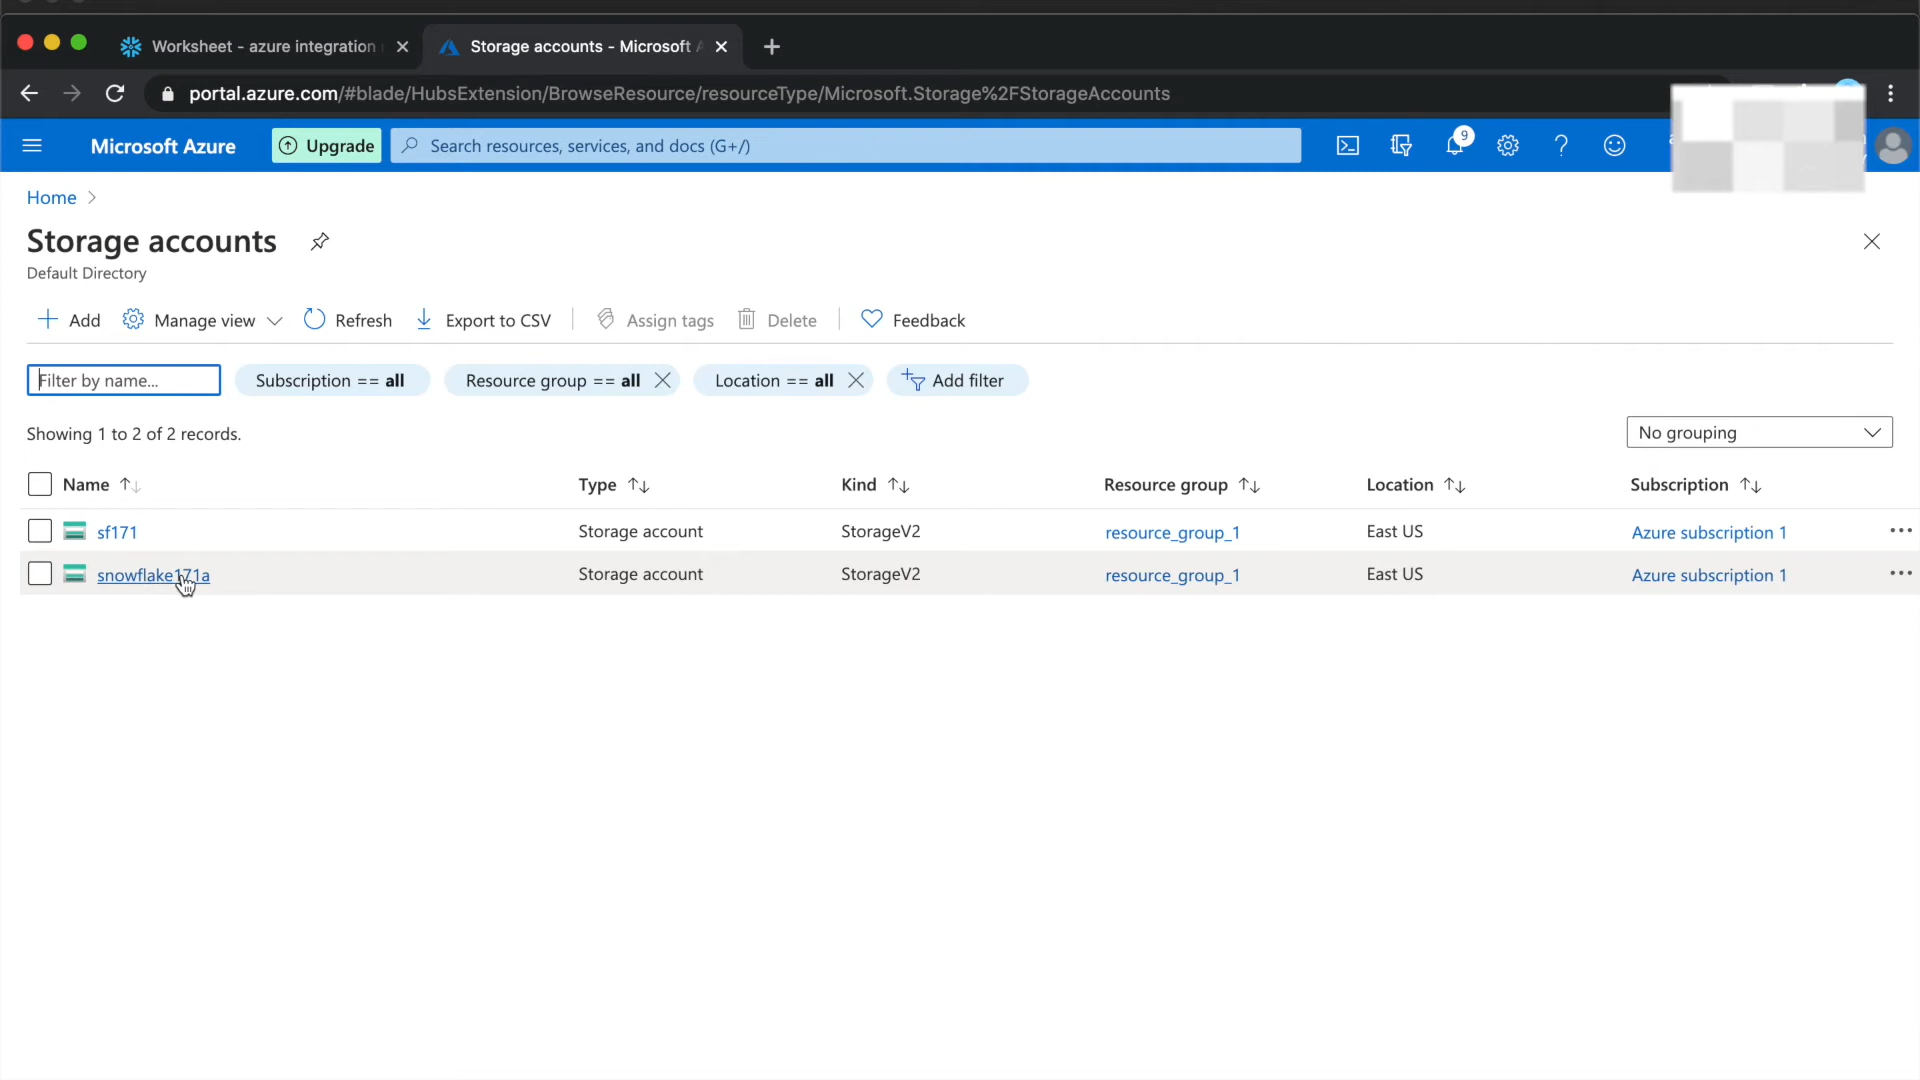 Worksheet - azure integration
Storage accounts - Microsoft A
portal.azure.com/#blade/HubsExtension/BrowseResource/resourceType/Microsoft.Storage%2FStorageAccounts
Microsoft Azure
Upgrade
Search resources, services, and docs (G+/)
9
Home
Storage accounts
Default Directory
Add
Manage view
Refresh
Export to CSV
Assign tags
Delete
Feedback
Filter by name...
Subscription == all
Resource group == all
Location == all
Add filter
Showing 1 to 2 of 2 records.
No grouping
Name Type Kind Resource group Location Subscription
sf171 Storage account StorageV2 resource_group_1 East US Azure subscription 1
snowflake171a Storage account StorageV2 resource_group_1 East US Azure subscription 1